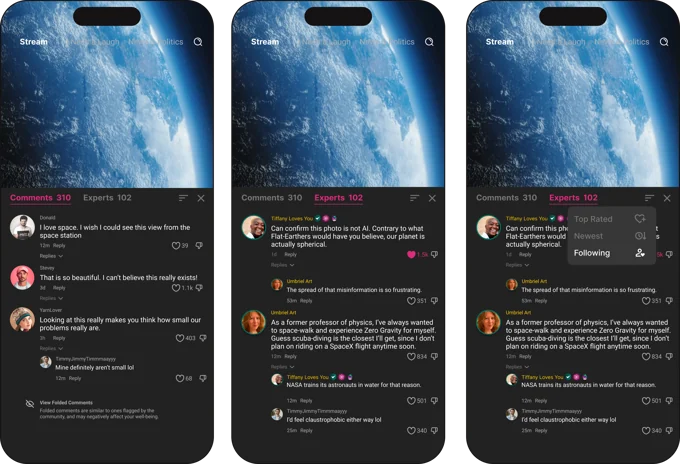 Stream
Comments 310 Experts 102
Donald
I love space. I wish I could see this view from the
space station
12m Reply 39
Replies
Stevey
That is so beautiful. I can't believe this really exists!
3d Reply 1.1k
Replies
YarnLover
Looking at this really makes you think how small our
problems really are.
3m Reply 403
Replies
TimmyJimmyTimmmaayyy
Mine definitely aren't small lol
12m Reply 68
View Folded Comments
Folded comments are similar to ones flagged by the
community, and may negatively affect your well-being.
Stream
Comments 310 Experts 102
Tiffany Loves You
Can confirm this photo is not AI. Contrary to what
Flat-Earthers would have you believe, our planet is
actually spherical.
1d Reply 1.5k
Replies
Umbriel Art
The spread of that misinformation is so frustrating.
53m Reply 351
Umbriel Art
As a former professor of physics, I've always wanted
to space-walk and experience Zero Gravity for myself.
Guess scuba-diving is the closest I'll get, since I don't
plan on riding on a SpaceX flight anytime soon.
12m Reply 834
Replies
Tiffany Loves You
NASA trains its astronauts in water for that reason.
12m Reply 501
TimmyJimmyTimmmaayyy
I'd feel claustrophobic either way lol
25m Reply 340
Stream
Comments 310 Experts 102
Top Rated
Newest
Following
Tiffany Loves You
Can confirm this
Flat-Earthers would
actually spherical.
1d Reply
Replies
Umbriel Art
The spread of that misinformation is so frustrating.
53m Reply 351
Umbriel Art
As a former professor of physics, I've always wanted
to space-walk and experience Zero Gravity for myself.
Guess scuba-diving is the closest I'll get, since I don't
plan on riding on a SpaceX flight anytime soon.
12m Reply 834
Replies
Tiffany Loves You
NASA trains its astronauts in water for that reason.
12m Reply 501
TimmyJimmyTimmmaayyy
I'd feel claustrophobic either way lol
25m Reply 340